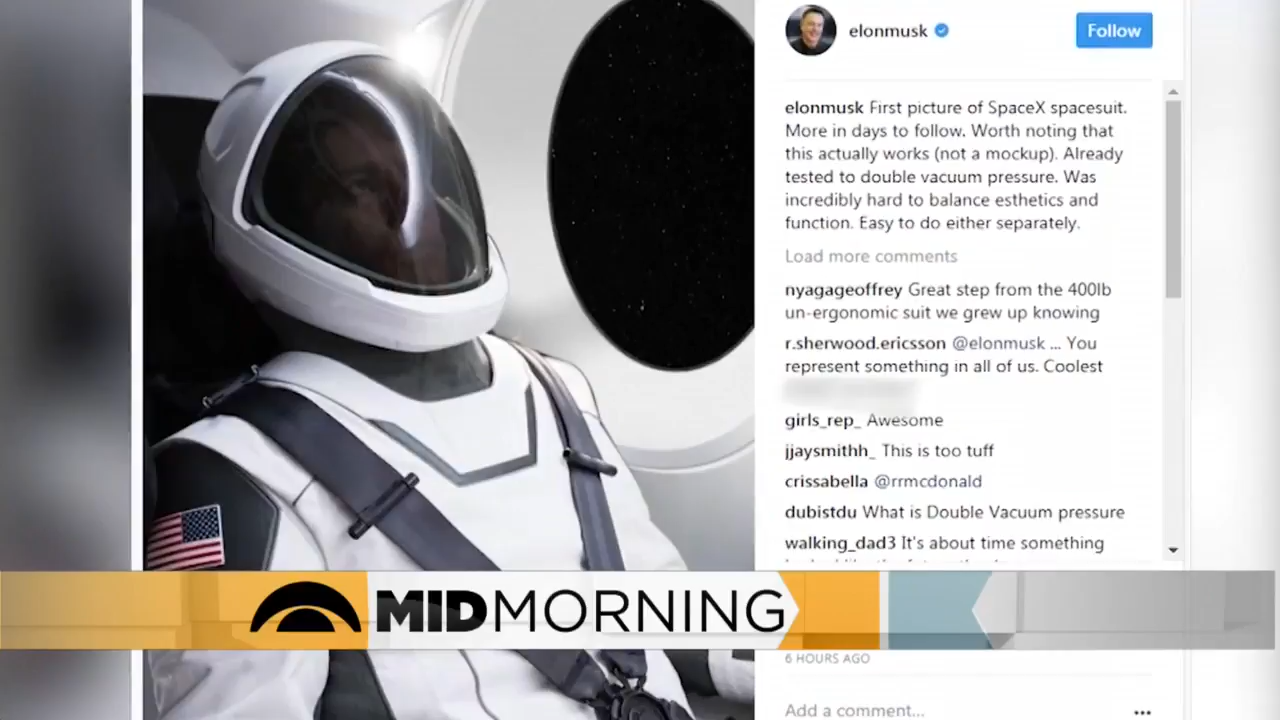 elonmusk
Follow
elonmusk First picture of SpaceX spacesuit.
More in days to follow. Worth noting that
this actually works (not a mockup). Already
tested to double vacuum pressure. Was
incredibly hard to balance esthetics and
function. Easy to do either separately.
Load more comments
nyagageoffrey Great step from the 400lb
un-ergonomic suit we grew up knowing
r.sherwood.ericsson @elonmusk ... You
represent something in all of us. Coolest
girls_rep_ Awesome
jjaysmithh_ This is too tuff
crissabella @rrmcdonald
dubistdu What is Double Vacuum pressure
walking_dad3 It's about time something
MIDMORNING
6 HOURS AGO
Add a comment...